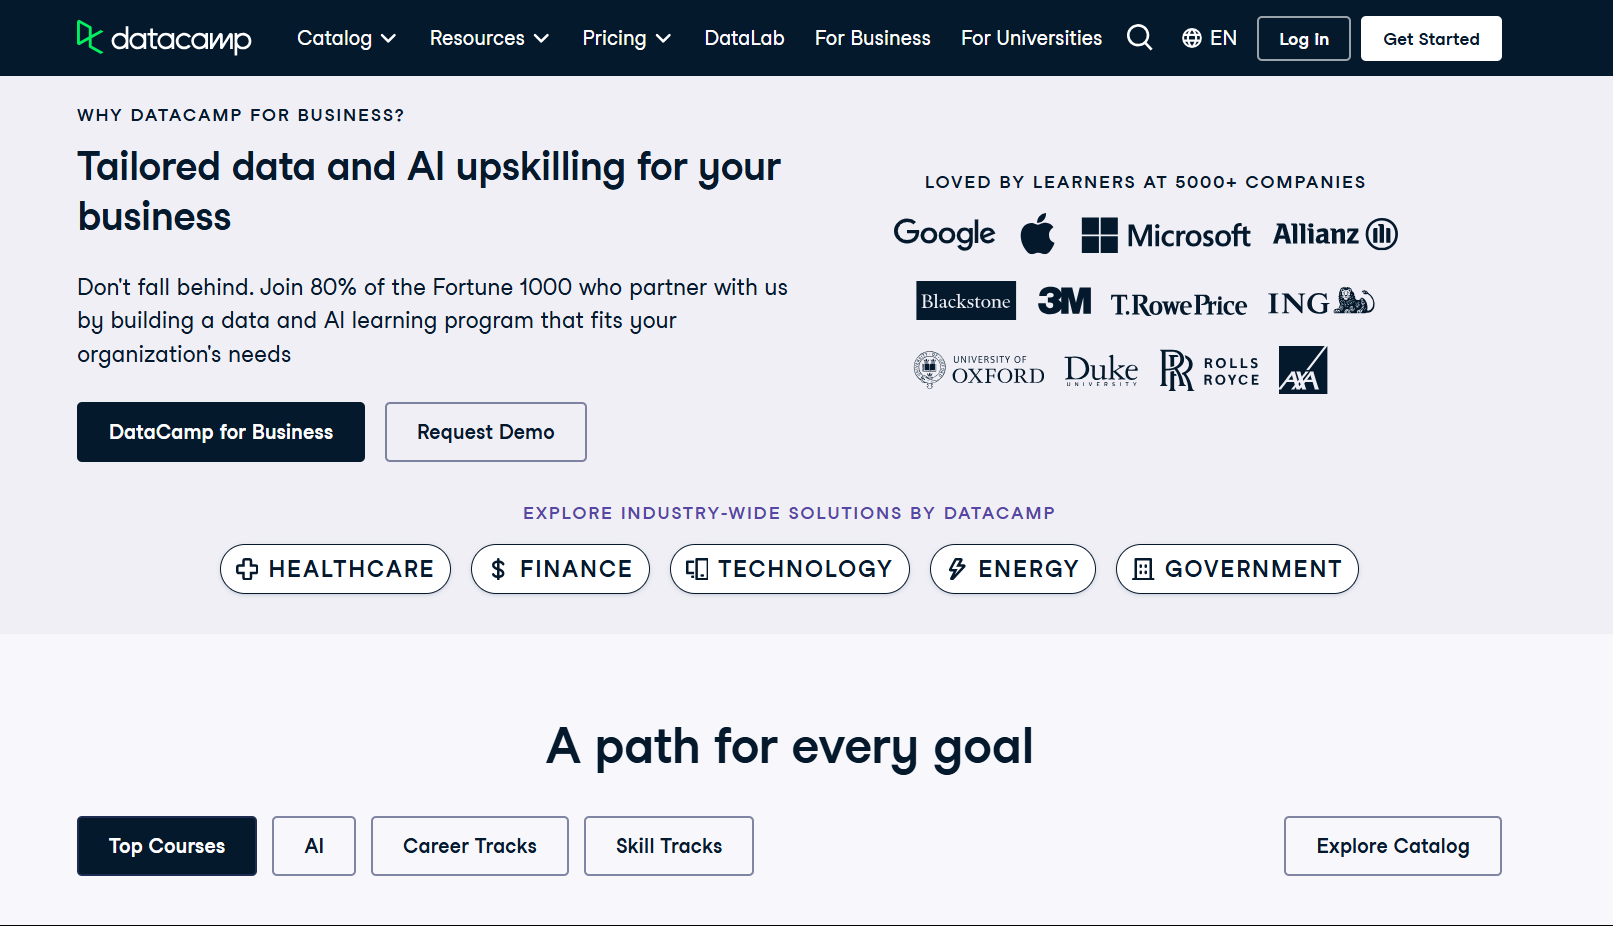 datacamp
Catalog
Resources
Pricing
DataLab
For Business
For Universities
EN
Log in
Get Started
WHY DATACAMP FOR BUSINESS?
Tailored data and AI upskilling for your
business
Don't fall behind. Join 80% of the Fortune 1000 who partner with us
by building a data and AI learning program that fits your
organization's needs
DataCamp for Business
Request Demo
LOVED BY LEARNERS AT 5000+ COMPANIES
Google
Microsoft
Allianz
Blackstone
3M
T.RowePrice
ING
UNIVERSITY OF
OXFORD
Duke
UNIVERSITY
RR
ROLLS
ROYCE
AXA
EXPLORE INDUSTRY-WIDE SOLUTIONS BY DATACAMP
HEALTHCARE
$ FINANCE
TECHNOLOGY
ENERGY
GOVERNMENT
A path for every goal
Top Courses
AI
Career Tracks
Skill Tracks
Explore Catalog